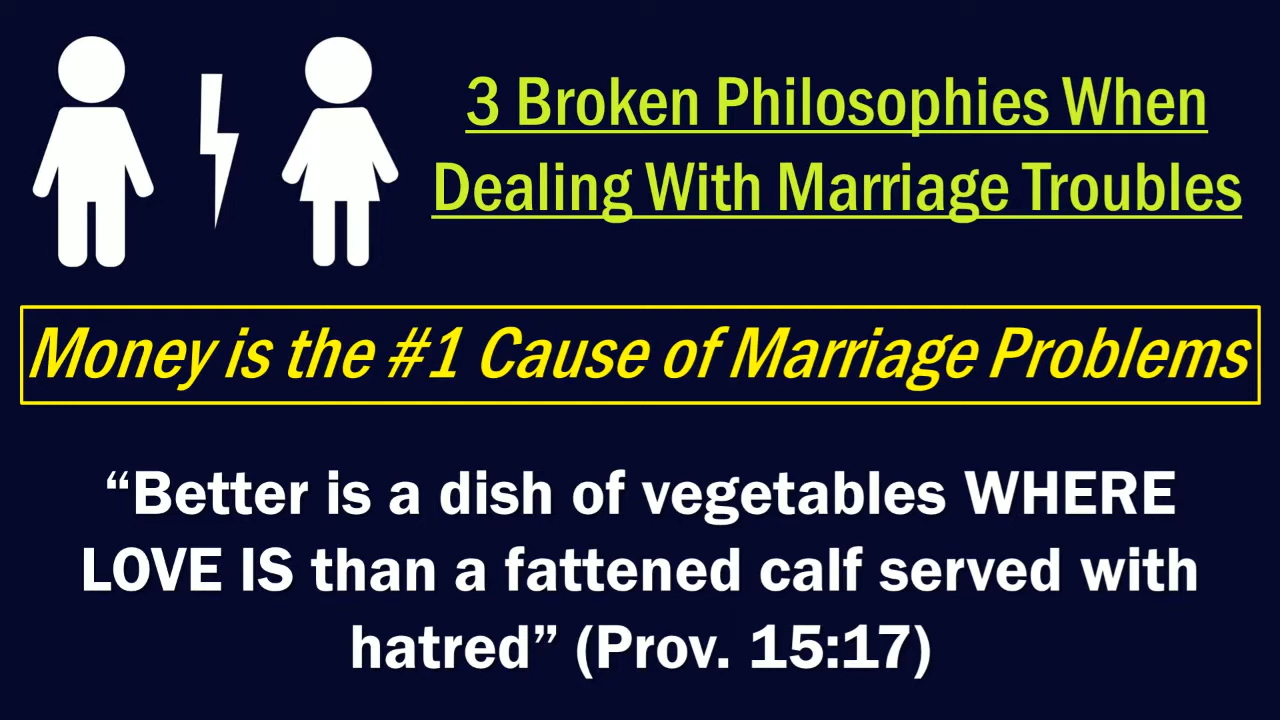 3 Broken Philosophies When
Dealing With Marriage Troubles
Money is the #1 Cause of Marriage Problems
“Better is a dish of vegetables WHERE
LOVE IS than a fattened calf served with
hatred” (Prov. 15:17)